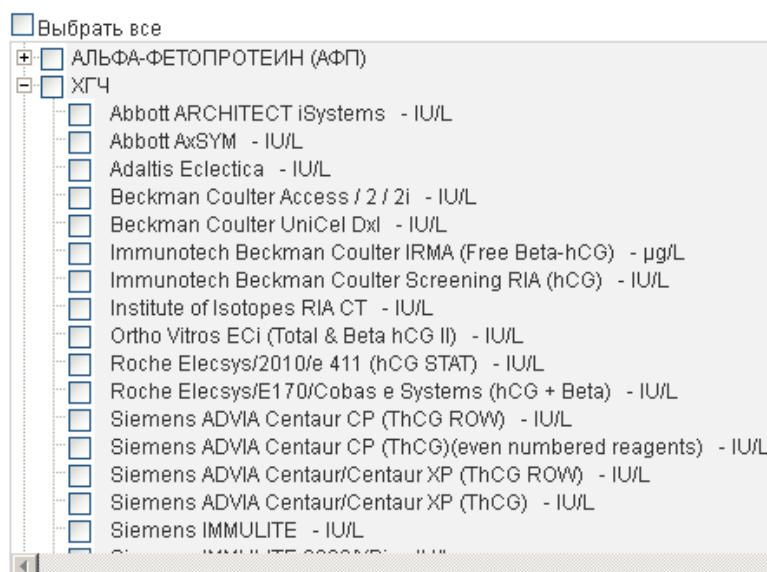 Выбрать все
АЛЬФА-ФЕТОПРОТЕИН (АФП)
ХГЧ
Abbott ARCHITECT iSystems - IU/L
Abbott AxSYM - IU/L
Adaltis Eclectica - IU/L
Beckman Coulter Access / 2 / 2i - IU/L
Beckman Coulter UniCel DxI - IU/L
Immunotech Beckman Coulter IRMA (Free Beta-hCG) - µg/L
Immunotech Beckman Coulter Screening RIA (hCG) - IU/L
Institute of Isotopes RIA CT - IU/L
Ortho Vitros ECi (Total & Beta hCG II) - IU/L
Roche Elecsys/2010/e 411 (hCG STAT) - IU/L
Roche Elecsys/E170/Cobas e Systems (hCG + Beta) - IU/L
Siemens ADVIA Centaur CP (ThCG ROW) - IU/L
Siemens ADVIA Centaur CP (ThCG)(even numbered reagents) - IU/L
Siemens ADVIA Centaur/Centaur XP (ThCG ROW) - IU/L
Siemens ADVIA Centaur/Centaur XP (ThCG) - IU/L
Siemens IMMULITE - IU/L